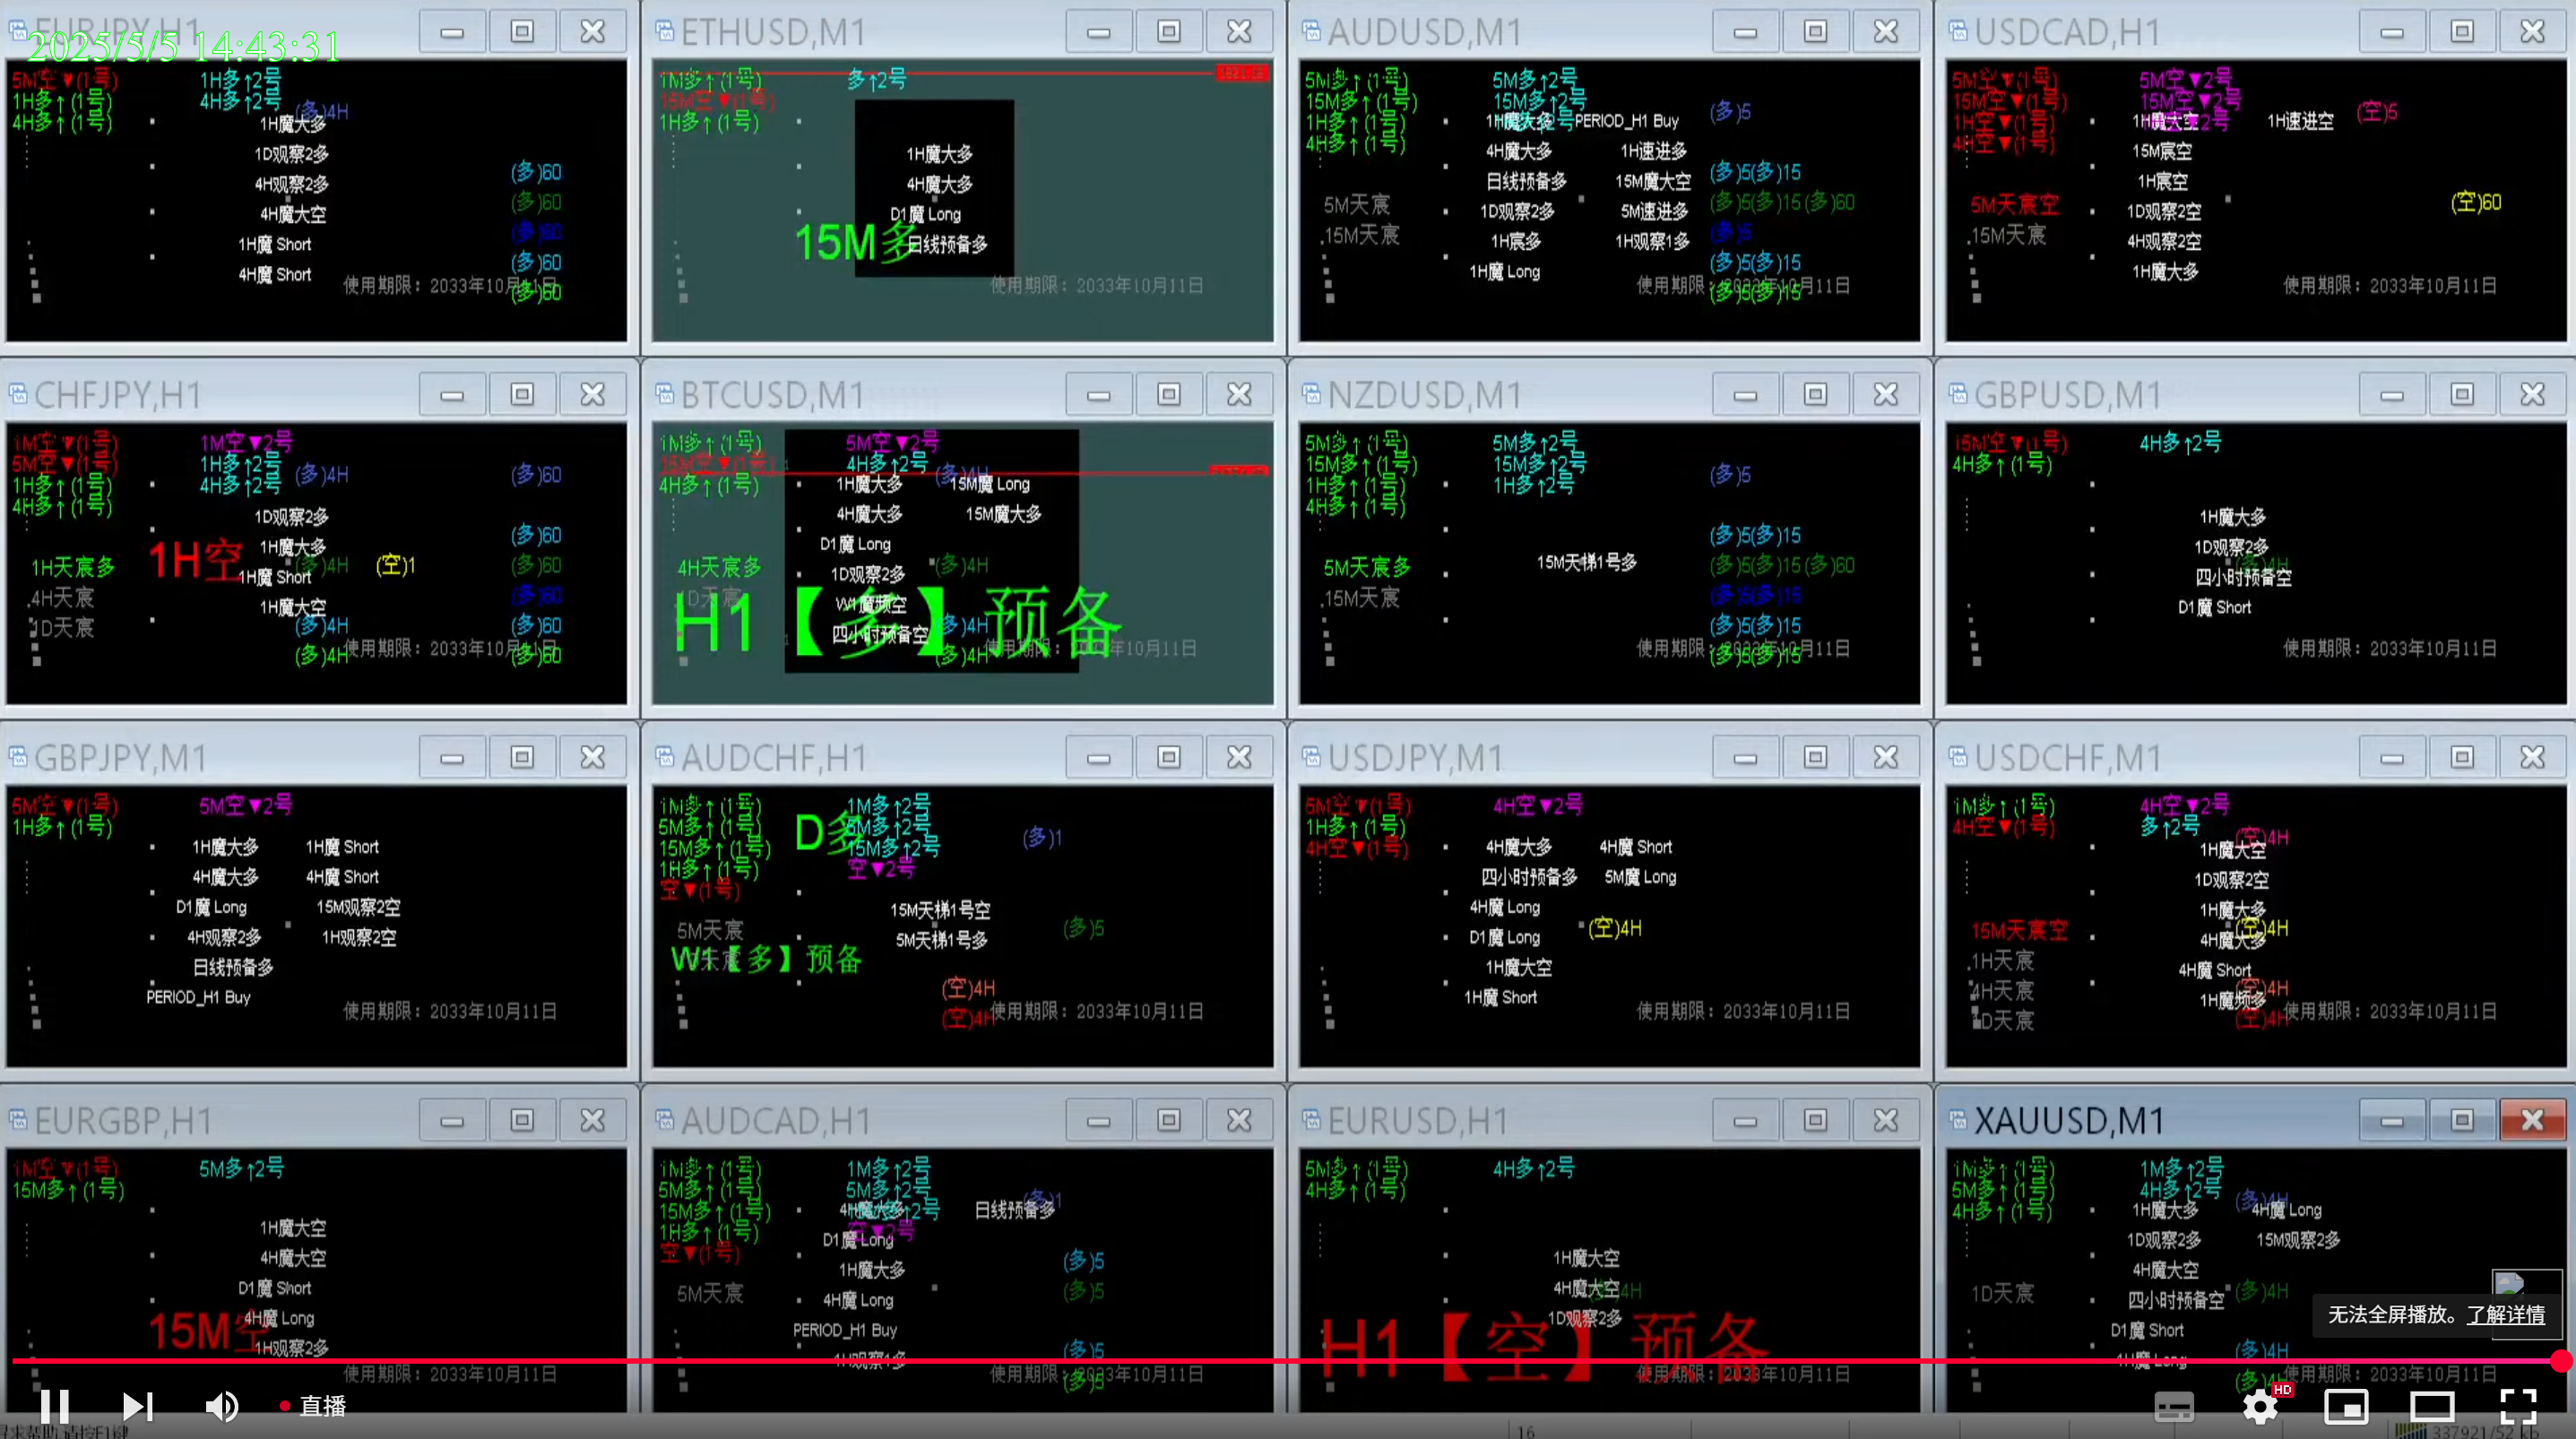 EURJPY,H1
2025/5/5 14:43:31
5M空▼(1号)
1H多↑2号
1H多↑(1号)
4H多↑2号
(多)4H
4H多↑(1号)
1H魔大多
1D观察2多
(多)60
4H观察2多
(多)60
4H魔大空
(多)60
1H魔 Short
(多)60
4H魔 Short
使用期限：2033年10月11日
(多)60
ETHUSD,M1
1M多↑(1号)
多↑2号
15M空▼(1号)
1H多↑(1号)
1H魔大多
4H魔大多
D1魔 Long
15M多
日线预备多
使用期限：2033年10月11日
AUDUSD,M1
5M多↑(1号)
5M多↑2号
15M多↑(1号)
15M多↑2号
(多)5
1H多↑(1号)
1H魔大多
PERIOD_H1 Buy
4H多↑(1号)
4H魔大多
1H速进多
(多)5(多)15
日线预备多
15M魔大空
5M天宸
1D观察2多
5M速进多
(多)5(多)15(多)60
15M天宸
1H宸多
1H观察1多
(多)5
(多)5(多)15
1H魔 Long
使用期限：2033年10月11日
(多)5(多)15
USDCAD,H1
5M空▼(1号)
5M空▼2号
15M空▼(1号)
15M空▼2号
(空)5
1H空▼(1号)
1H魔大空
1H速进空
4H空▼(1号)
15M宸空
1H宸空
5M天宸空
1D观察2空
(空)60
15M天宸
4H观察2空
1H魔大多
使用期限：2033年10月11日
CHFJPY,H1
1M空▼(1号)
1M空▼2号
5M空▼(1号)
1H多↑2号
(多)4H
(多)60
1H多↑(1号)
4H多↑2号
4H多↑(1号)
1D观察2多
(多)60
1H空
1H魔大多
1H天宸多
(多)4H
(空)1
(多)60
1H魔 Short
4H天宸
(多)60
1H魔大空
1D天宸
(多)4H
(多)60
(多)4H
使用期限：2033年10月11日
(多)60
BTCUSD,M1
1M多↑(1号)
5M空▼2号
15M空▼(1号)
4H多↑2号
(多)4H
4H多↑(1号)
1H魔大多
15M魔 Long
4H魔大多
15M魔大多
D1魔 Long
4H天宸多
1D观察2多
(多)4H
1D天宸
W1魔频空
H1【多】预备
四小时预备空
(多)4H
(多)4H
使用期限：2033年10月11日
NZDUSD,M1
5M多↑(1号)
5M多↑2号
15M多↑(1号)
15M多↑2号
(多)5
1H多↑(1号)
1H多↑2号
4H多↑(1号)
(多)5(多)15
5M天宸多
15M天梯1号多
(多)5(多)15(多)60
15M天宸
(多)5(多)15
(多)5(多)15
使用期限：2033年10月11日
(多)5(多)15
GBPUSD,M1
15M空▼(1号)
4H多↑2号
4H多↑(1号)
1H魔大多
1D观察2多
(多)4H
四小时预备空
D1魔 Short
使用期限：2033年10月11日
GBPJPY,M1
5M空▼(1号)
5M空▼2号
1H多↑(1号)
1H魔大多
1H魔 Short
4H魔大多
4H魔 Short
D1魔 Long
15M观察2空
4H观察2多
1H观察2空
日线预备多
PERIOD_H1 Buy
使用期限：2033年10月11日
AUDCHF,H1
1M多↑(1号)
1M多↑2号
5M多↑(1号)
D多
5M多↑2号
(多)1
15M多↑(1号)
15M多↑2号
1H多↑(1号)
空▼2号
空▼(1号)
15M天梯1号空
5M天宸
(多)5
5M天梯1号多
W1【多】预备
(空)4H
(空)4H
使用期限：2033年10月11日
USDJPY,M1
5M空▼(1号)
4H空▼2号
1H多↑(1号)
4H空▼(1号)
4H魔大多
4H魔 Short
四小时预备多
5M魔 Long
4H魔 Long
D1魔 Long
(空)4H
1H魔大空
1H魔 Short
使用期限：2033年10月11日
USDCHF,M1
1M多↑(1号)
4H空▼2号
4H空▼(1号)
多↑2号
(空)4H
1H魔大空
1D观察2空
1H魔大多
15M天宸空
(空)4H
4H魔大多
1H天宸
4H魔 Short
4H天宸
(空)4H
1H魔频多
1D天宸
(空)4H
使用期限：2033年10月11日
EURGBP,H1
1M空▼(1号)
5M多↑2号
15M多↑(1号)
1H魔大空
4H魔大空
D1魔 Short
15M空
4H魔 Long
1H观察2多
使用期限：2033年10月11日
AUDCAD,H1
1M多↑(1号)
1M多↑2号
5M多↑(1号)
5M多↑2号
(多)1
15M多↑(1号)
4H魔大多
日线预备多
1H多↑(1号)
空▼2号
空▼(1号)
D1魔 Long
(多)5
1H魔大多
5M天宸
(多)5
4H魔 Long
PERIOD_H1 Buy
(多)5
1H观察1多
使用期限：2033年10月11日
(多)5
EURUSD,H1
5M多↑(1号)
4H多↑2号
4H多↑(1号)
1H魔大空
4H魔大空
1D观察2多
H1【空】预备
使用期限：2033年10月11日
XAUUSD,M1
1M多↑(1号)
1M多↑2号
5M多↑(1号)
4H多↑2号
(多)4H
4H多↑(1号)
1H魔大多
4H魔 Long
1D观察2多
15M观察2多
4H魔大空
1D天宸
四小时预备空
(多)4H
D1魔 Short
(多)4H
1H魔 Long
使用期限：2033年10月11日
无法全屏播放。了解详情
直播
HD
16
337921/52 kb